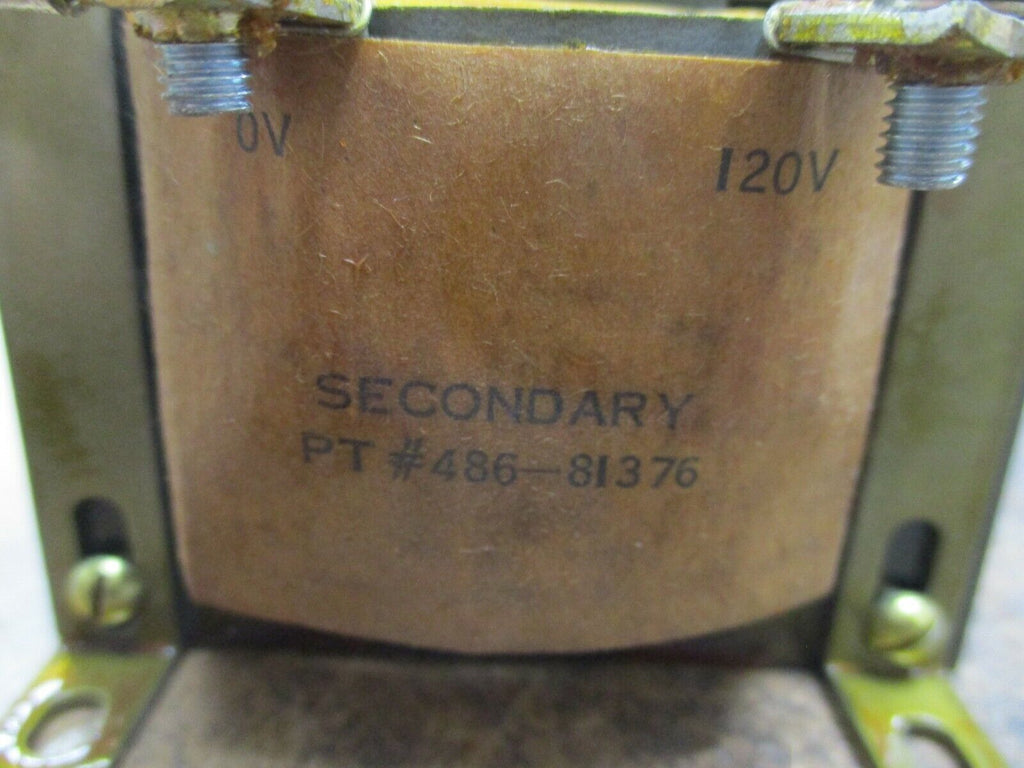 0V
120V
SECONDARY
PT #486-81376